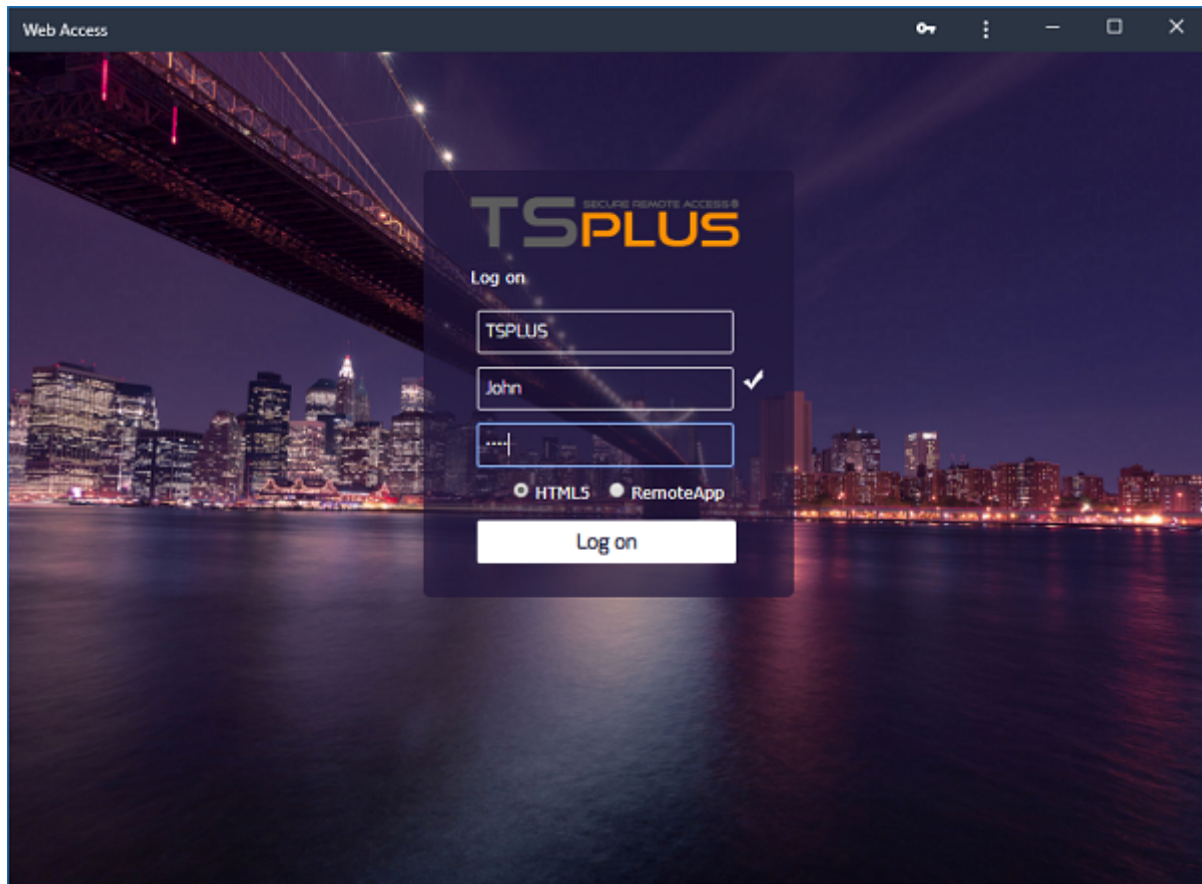 Web Access
TSPLUS SECURE REMOTE ACCESS®
Log on
TSPLUS
John
····
HTML5 RemoteApp
Log on